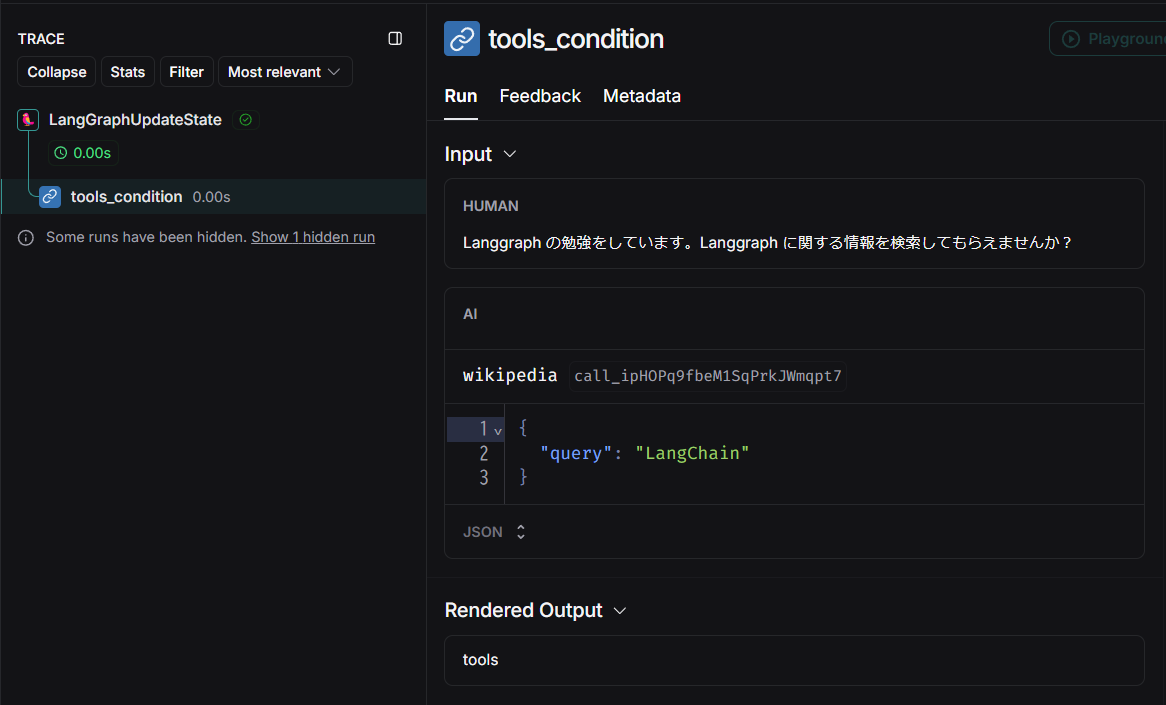 TRACE
Collapse
Stats
Filter
Most relevant
LangGraphUpdateState
0.00s
tools_condition 0.00s
Some runs have been hidden. Show 1 hidden run
tools_condition
Playgroun
Run
Feedback
Metadata
Input
HUMAN
Langgraph の勉強をしています。Langgraph に関する情報を検索してもらえませんか？
AI
wikipedia call_ipHOPq9fbeM1SqPrkJWmqpt7
1 {
2 "query": "LangChain"
3 }
JSON
Rendered Output
tools